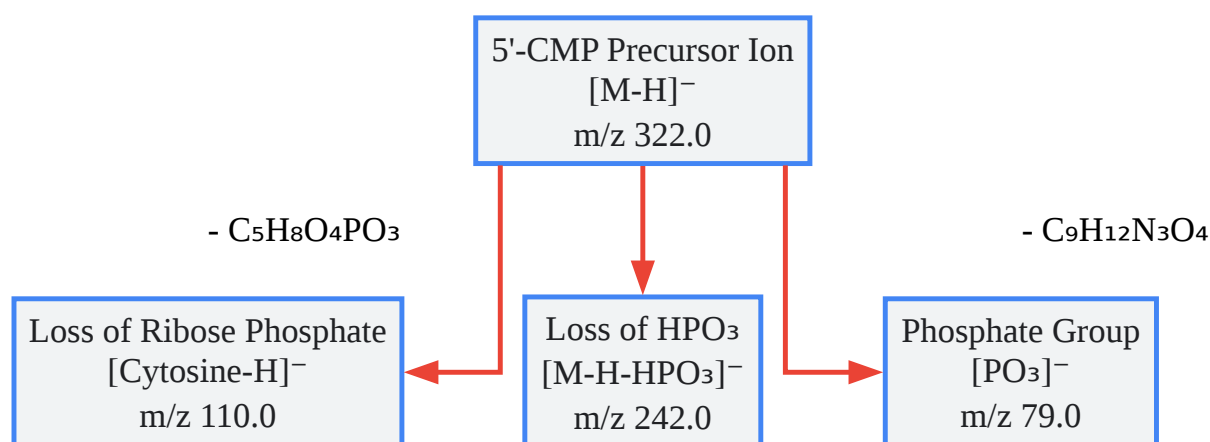 5'-CMP Precursor Ion
[M-H]⁻
m/z 322.0
- C₅H₈O₄PO₃
- C₉H₁₂N₃O₄
Loss of Ribose Phosphate
[Cytosine-H]⁻
m/z 110.0
Loss of HPO₃
[M-H-HPO₃]⁻
m/z 242.0
Phosphate Group
[PO₃]⁻
m/z 79.0